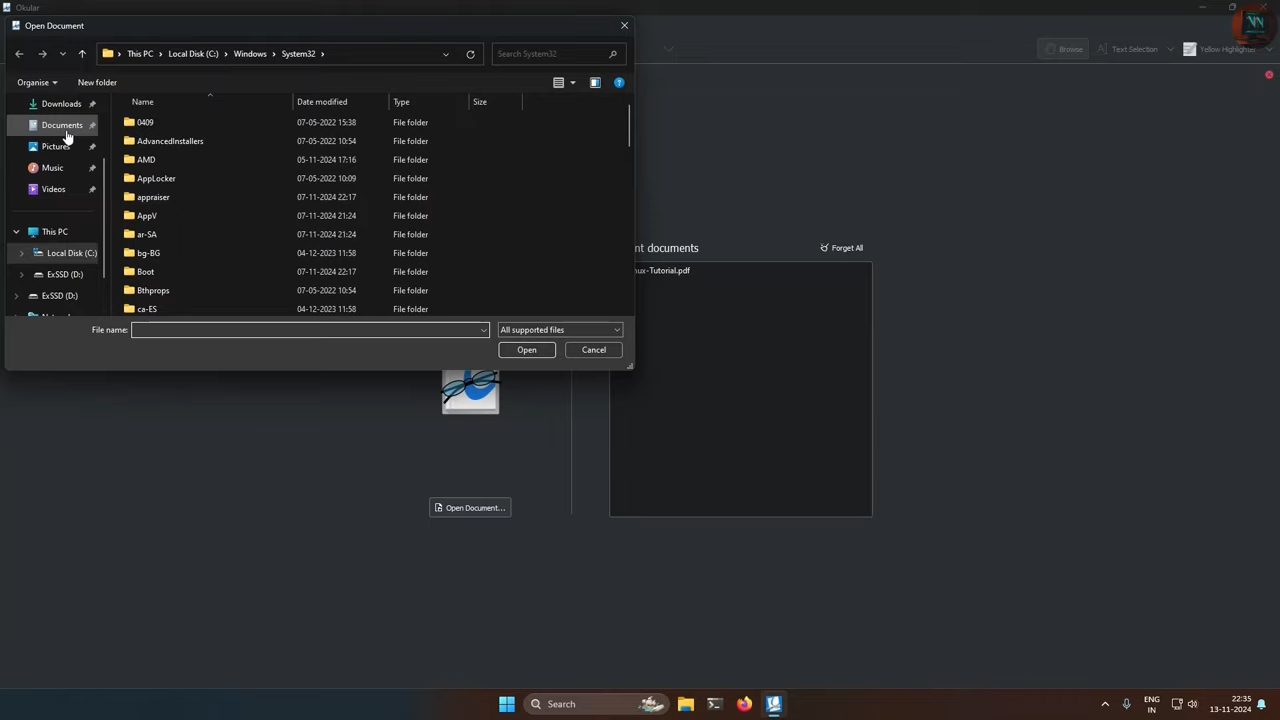 Okular
Open Document
This PC > Local Disk (C:) > Windows > System32 >
Search System32
Browse
Text Selection
Yellow Highlighter
Organise
New folder
Name
Date modified
Type
Size
Downloads
Documents
Pictures
Music
Videos
This PC
Local Disk (C:)
ExSSD (D:)
ExSSD (D:)
0409 07-05-2022 15:38 File folder
AdvancedInstallers 07-05-2022 10:54 File folder
AMD 05-11-2024 17:16 File folder
AppLocker 07-05-2022 10:09 File folder
appraiser 07-11-2024 22:17 File folder
AppV 07-11-2024 21:24 File folder
ar-SA 07-11-2024 21:24 File folder
bg-BG 04-12-2023 11:58 File folder
Boot 07-11-2024 22:17 File folder
Bthprops 07-05-2022 10:54 File folder
ca-ES 04-12-2023 11:58 File folder
File name:
All supported files
Open
Cancel
nt documents
Forget All
nux-Tutorial.pdf
Open Document...
Search
ENG
IN
22:35
13-11-2024